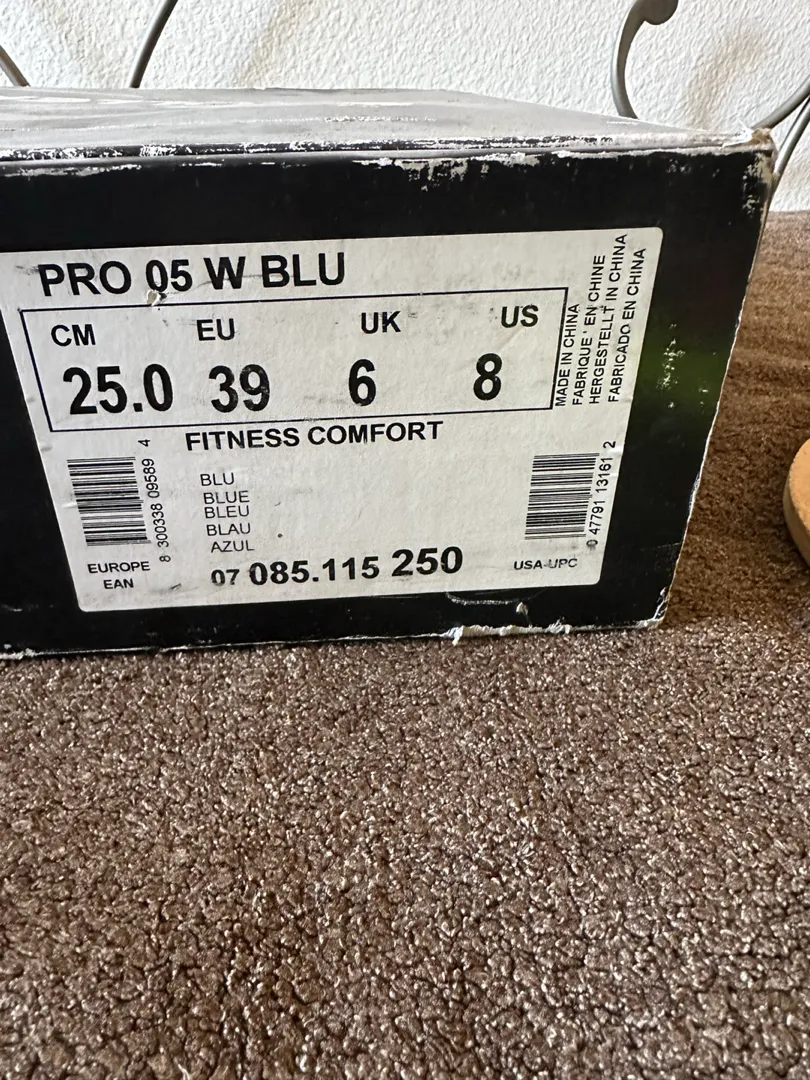 PRO 05 W BLU
CM EU UK US
25.0 39 6 8
MADE IN CHINA
FABRIQUE' EN CHINE
HERGESTELLT IN CHINA
FABRICADO EN CHINA
FITNESS COMFORT
BLU
BLUE
BLEU
BLAU
AZUL
8 300338 09589 4
EUROPE
EAN
07 085.115 250
0 47791 13161 2
USA-UPC